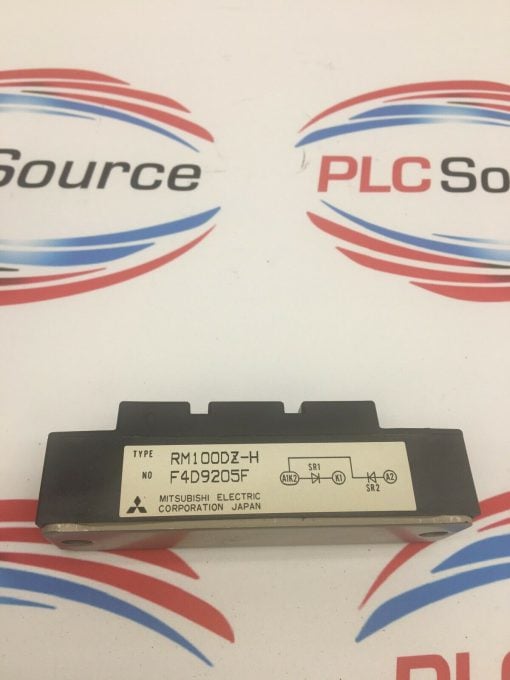 Source
PLC So
TYPE RM100DZ-H
NO F4D9205F
MITSUBISHI ELECTRIC
CORPORATION JAPAN
A1K2 SR1 K1 SR2 A2